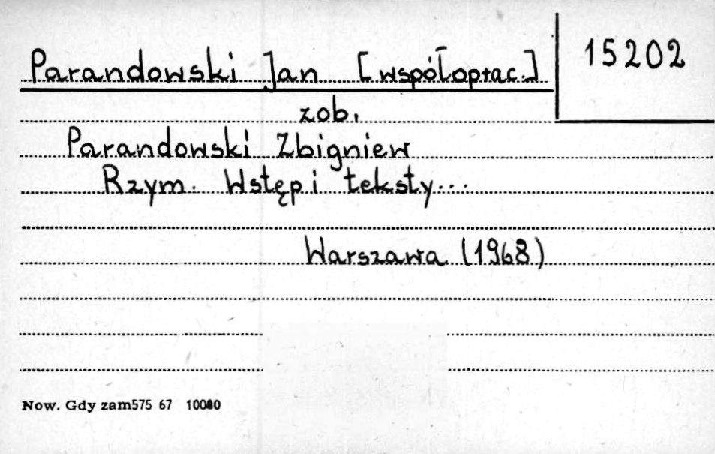 Parandowski Jan [współoprac.]
15202
zob.
Parandowski Zbigniew
Rzym. Wstęp i teksty...
Warszawa (1968)
Now. Gdy zam575 67 10000